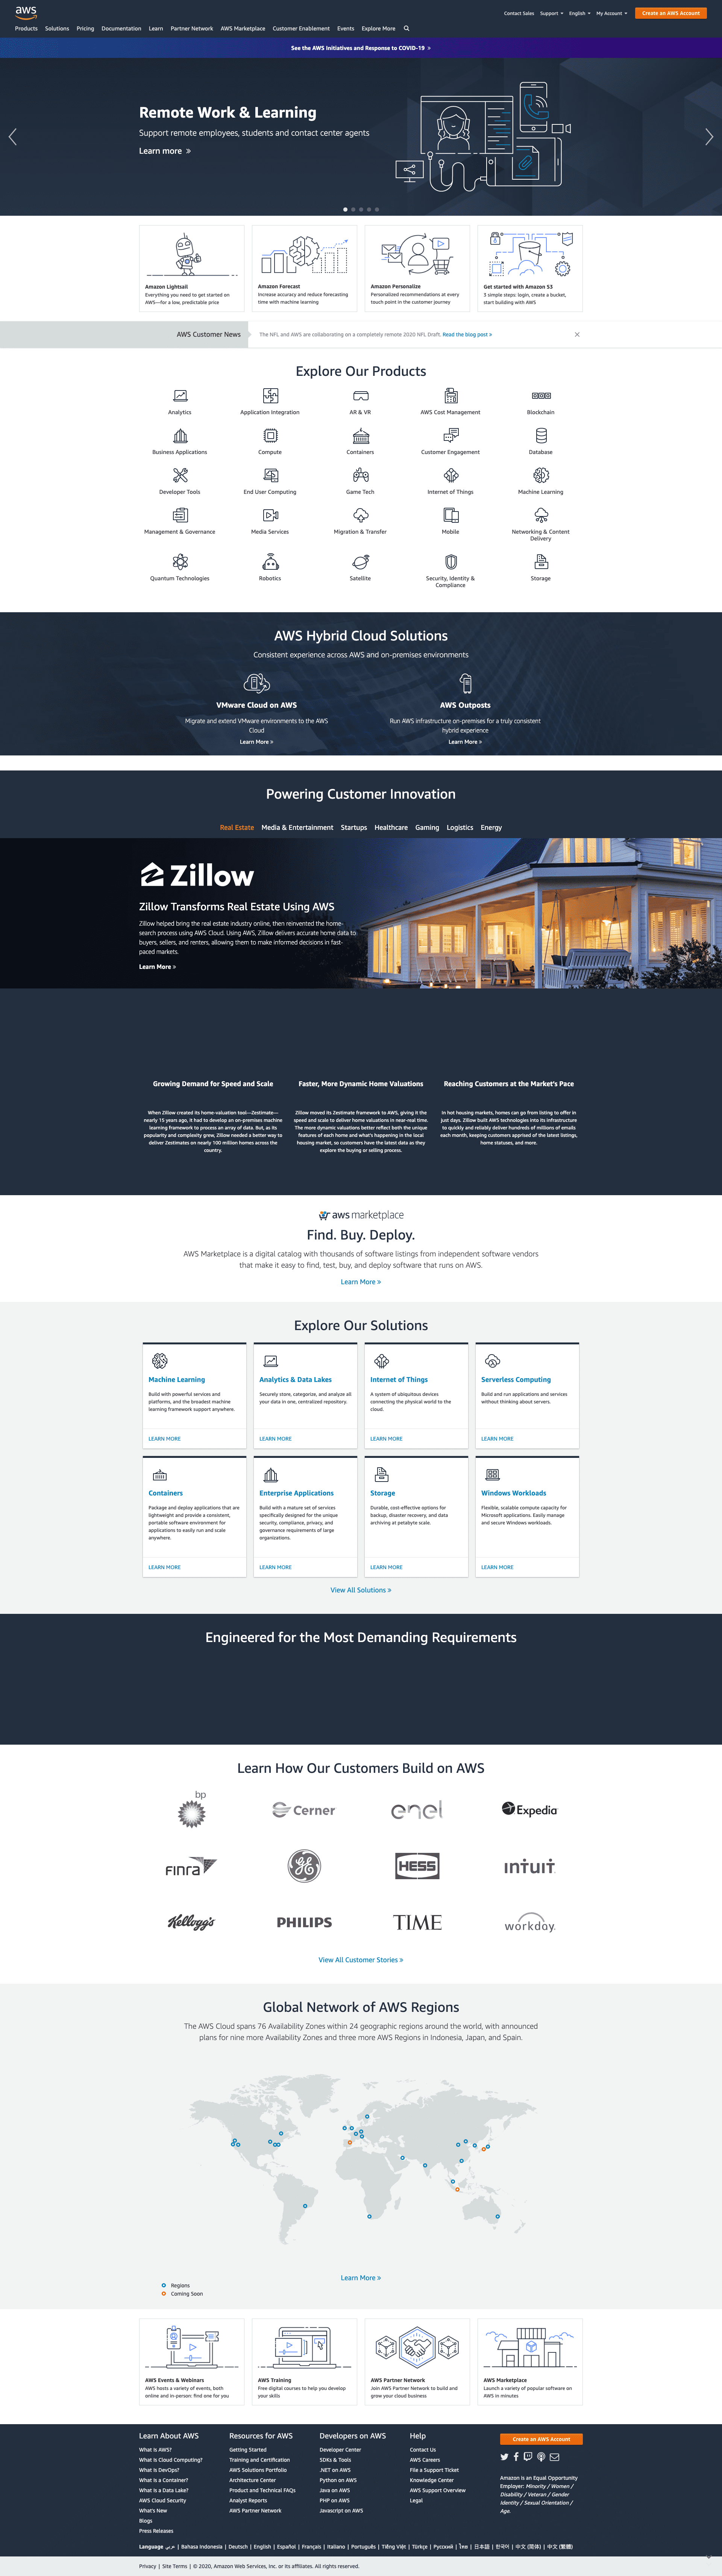 aws
Contact Sales Support English My Account Create an AWS Account
Products Solutions Pricing Documentation Learn Partner Network AWS Marketplace Customer Enablement Events Explore More
See the AWS Initiatives and Response to COVID-19 »
Remote Work & Learning
Support remote employees, students and contact center agents
Learn more »
Amazon Lightsail
Everything you need to get started on
AWS—for a low, predictable price
Amazon Forecast
Increase accuracy and reduce forecasting
time with machine learning
Amazon Personalize
Personalized recommendations at every
touch point in the customer journey
Get started with Amazon S3
3 simple steps: login, create a bucket,
start building with AWS
AWS Customer News
The NFL and AWS are collaborating on a completely remote 2020 NFL Draft. Read the blog post »
Explore Our Products
Analytics
Application Integration
AR & VR
AWS Cost Management
Blockchain
Business Applications
Compute
Containers
Customer Engagement
Database
Developer Tools
End User Computing
Game Tech
Internet of Things
Machine Learning
Management & Governance
Media Services
Migration & Transfer
Mobile
Networking & Content
Delivery
Quantum Technologies
Robotics
Satellite
Security, Identity &
Compliance
Storage
AWS Hybrid Cloud Solutions
Consistent experience across AWS and on-premises environments
VMware Cloud on AWS
Migrate and extend VMware environments to the AWS
Cloud
Learn More »
AWS Outposts
Run AWS infrastructure on-premises for a truly consistent
hybrid experience
Learn More »
Powering Customer Innovation
Real Estate Media & Entertainment Startups Healthcare Gaming Logistics Energy
Zillow
Zillow Transforms Real Estate Using AWS
Zillow helped bring the real estate industry online, then reinvented the home-
search process using AWS Cloud. Using AWS, Zillow delivers accurate home data to
buyers, sellers, and renters, allowing them to make informed decisions in fast-
paced markets.
Learn More »
Growing Demand for Speed and Scale
When Zillow created its home-valuation tool—Zestimate—
nearly 15 years ago, it had to develop an on-premises machine
learning framework to process an array of data. But, as its
popularity and complexity grew, Zillow needed a better way to
deliver Zestimates on nearly 100 million homes across the
country.
Faster, More Dynamic Home Valuations
Zillow moved its Zestimate framework to AWS, giving it the
speed and scale to deliver home valuations in near-real time.
The more dynamic valuations better reflect both the unique
features of each home and what's happening in the local
housing market, so customers have the latest data as they
explore the buying or selling process.
Reaching Customers at the Market's Pace
In hot housing markets, homes can go from listing to offer in
just days. Zillow built AWS technologies into its infrastructure
to quickly and reliably deliver hundreds of millions of emails
each month, keeping customers apprised of the latest listings,
home statuses, and more.
aws marketplace
Find. Buy. Deploy.
AWS Marketplace is a digital catalog with thousands of software listings from independent software vendors
that make it easy to find, test, buy, and deploy software that runs on AWS.
Learn More »
Explore Our Solutions
Machine Learning
Build with powerful services and
platforms, and the broadest machine
learning framework support anywhere.
LEARN MORE
Analytics & Data Lakes
Securely store, categorize, and analyze all
your data in one, centralized repository.
LEARN MORE
Internet of Things
A system of ubiquitous devices
connecting the physical world to the
cloud.
LEARN MORE
Serverless Computing
Build and run applications and services
without thinking about servers.
LEARN MORE
Containers
Package and deploy applications that are
lightweight and provide a consistent,
portable software environment for
applications to easily run and scale
anywhere.
LEARN MORE
Enterprise Applications
Build with a mature set of services
specifically designed for the unique
security, compliance, privacy, and
governance requirements of large
organizations.
LEARN MORE
Storage
Durable, cost-effective options for
backup, disaster recovery, and data
archiving at petabyte scale.
LEARN MORE
Windows Workloads
Flexible, scalable compute capacity for
Microsoft applications. Easily manage
and secure Windows workloads.
LEARN MORE
View All Solutions »
Engineered for the Most Demanding Requirements
Learn How Our Customers Build on AWS
bp
Cerner
enel
Expedia
FINRA
GE
HESS
intuit
Kellogg's
PHILIPS
TIME
workday
View All Customer Stories »
Global Network of AWS Regions
The AWS Cloud spans 76 Availability Zones within 24 geographic regions around the world, with announced
plans for nine more Availability Zones and three more AWS Regions in Indonesia, Japan, and Spain.
Learn More »
Regions
Coming Soon
AWS Events & Webinars
AWS hosts a variety of events, both
online and in-person: find one for you
AWS Training
Free digital courses to help you develop
your skills
AWS Partner Network
Join AWS Partner Network to build and
grow your cloud business
AWS Marketplace
Launch a variety of popular software on
AWS in minutes
Learn About AWS
What Is AWS?
What Is Cloud Computing?
What Is DevOps?
What Is a Container?
What Is a Data Lake?
AWS Cloud Security
What's New
Blogs
Press Releases
Resources for AWS
Getting Started
Training and Certification
AWS Solutions Portfolio
Architecture Center
Product and Technical FAQs
Analyst Reports
AWS Partner Network
Developers on AWS
Developer Center
SDKs & Tools
.NET on AWS
Python on AWS
Java on AWS
PHP on AWS
Javascript on AWS
Help
Contact Us
AWS Careers
File a Support Ticket
Knowledge Center
AWS Support Overview
Legal
Create an AWS Account
Amazon is an Equal Opportunity
Employer: Minority / Women /
Disability / Veteran / Gender
Identity / Sexual Orientation /
Age.
Language عربي | Bahasa Indonesia | Deutsch | English | Español | Français | Italiano | Português | Tiếng Việt | Türkçe | Ρусский | ไทย | 日本語 | 한국어 | 中文 (简体) | 中文 (繁體)
Privacy | Site Terms | © 2020, Amazon Web Services, Inc. or its affiliates. All rights reserved.